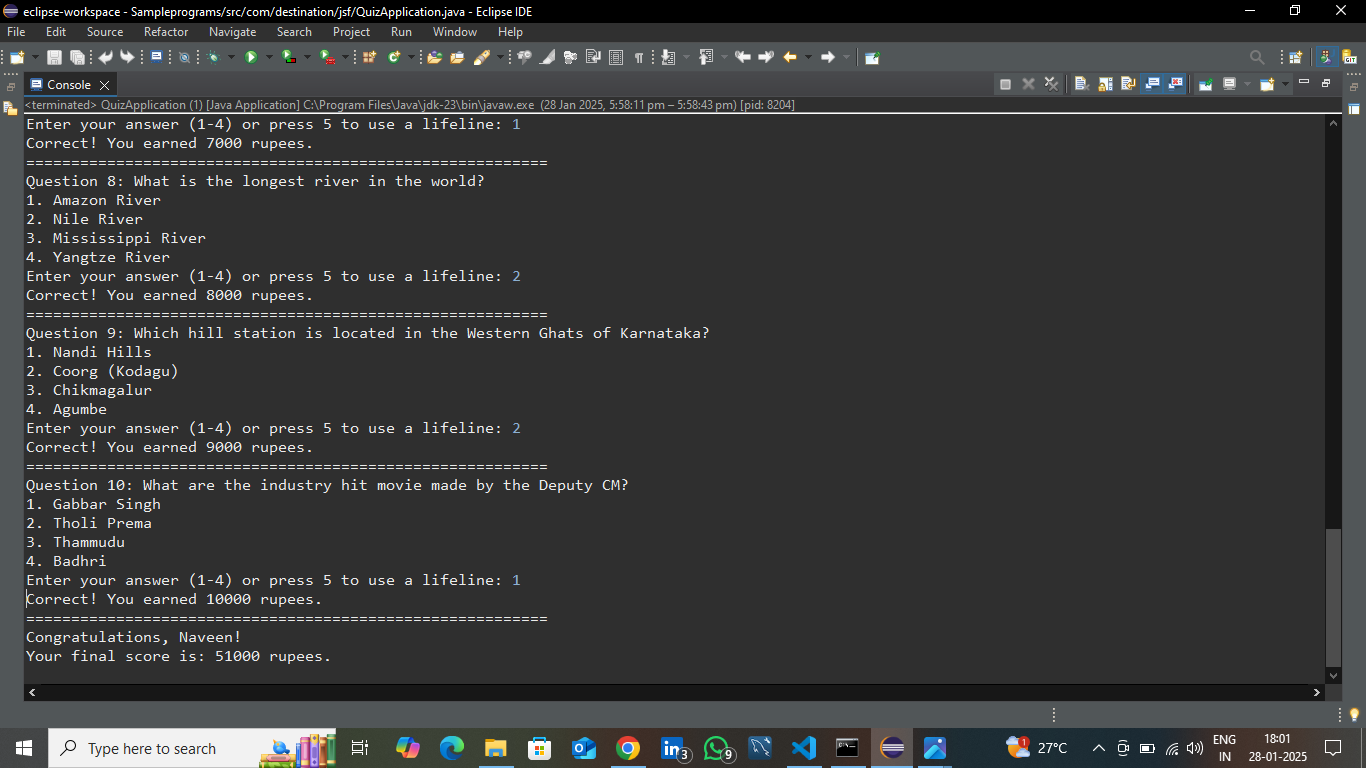 eclipse-workspace - Sampleprograms/src/com/destination/jsf/QuizApplication.java - Eclipse IDE
File Edit Source Refactor Navigate Search Project Run Window Help
Console
<terminated> QuizApplication (1) [Java Application] C:\Program Files\Java\jdk-23\bin\javaw.exe (28 Jan 2025, 5:58:11 pm – 5:58:43 pm) [pid: 8204]
Enter your answer (1-4) or press 5 to use a lifeline: 1
Correct! You earned 7000 rupees.
==========================================================
Question 8: What is the longest river in the world?
1. Amazon River
2. Nile River
3. Mississippi River
4. Yangtze River
Enter your answer (1-4) or press 5 to use a lifeline: 2
Correct! You earned 8000 rupees.
==========================================================
Question 9: Which hill station is located in the Western Ghats of Karnataka?
1. Nandi Hills
2. Coorg (Kodagu)
3. Chikmagalur
4. Agumbe
Enter your answer (1-4) or press 5 to use a lifeline: 2
Correct! You earned 9000 rupees.
==========================================================
Question 10: What are the industry hit movie made by the Deputy CM?
1. Gabbar Singh
2. Tholi Prema
3. Thammudu
4. Badhri
Enter your answer (1-4) or press 5 to use a lifeline: 1
Correct! You earned 10000 rupees.
==========================================================
Congratulations, Naveen!
Your final score is: 51000 rupees.
Type here to search
3
9
27°C
ENG
IN
18:01
28-01-2025